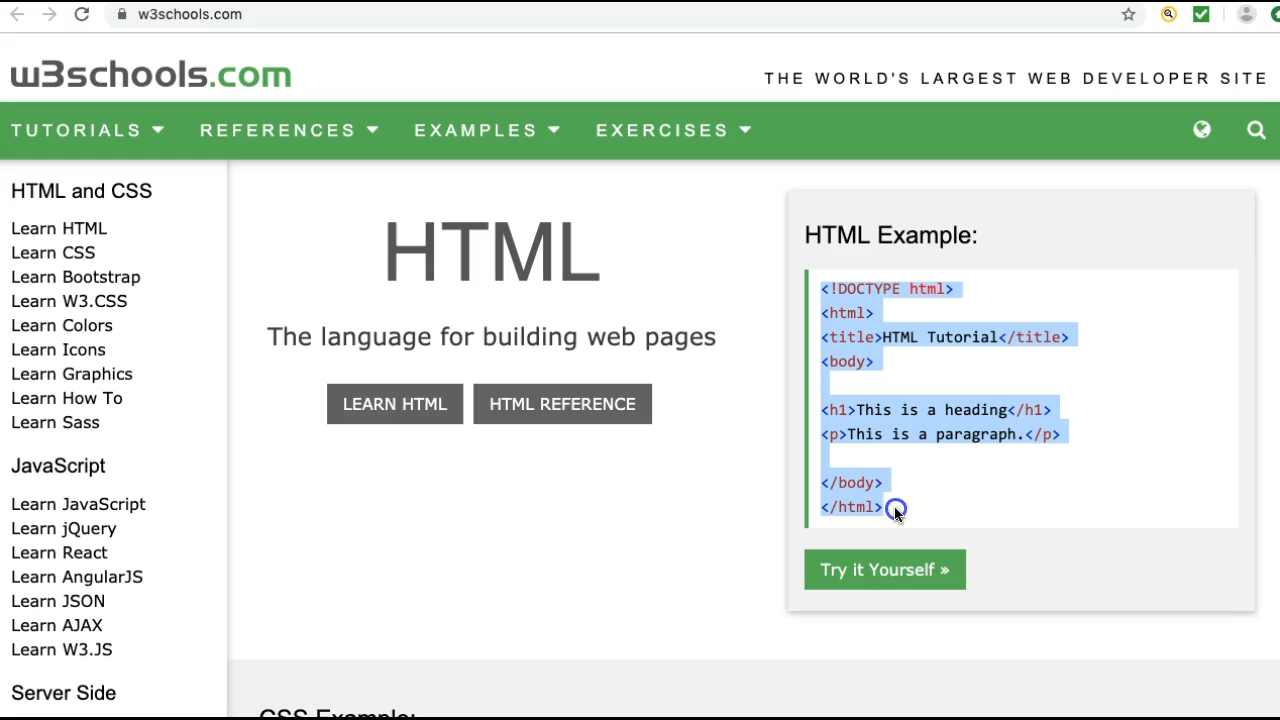 w3schools.com
w3schools.com
THE WORLD'S LARGEST WEB DEVELOPER SITE
TUTORIALS REFERENCES EXAMPLES EXERCISES
HTML and CSS
Learn HTML
Learn CSS
Learn Bootstrap
Learn W3.CSS
Learn Colors
Learn Icons
Learn Graphics
Learn How To
Learn Sass
JavaScript
Learn JavaScript
Learn jQuery
Learn React
Learn AngularJS
Learn JSON
Learn AJAX
Learn W3.JS
Server Side
HTML
The language for building web pages
LEARN HTML HTML REFERENCE
HTML Example:
<!DOCTYPE html>
<html>
<title>HTML Tutorial</title>
<body>
<h1>This is a heading</h1>
<p>This is a paragraph.</p>
</body>
</html>
Try it Yourself »
CSS Example: